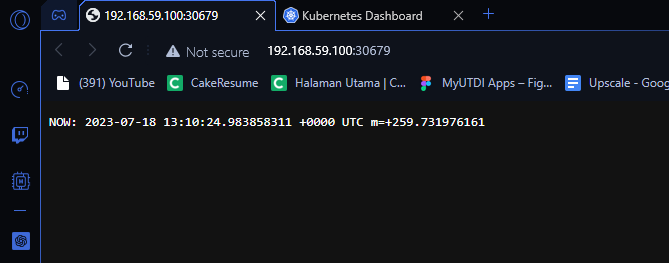 192.168.59.100:30679
Kubernetes Dashboard
Not secure 192.168.59.100:30679
(391) YouTube CakeResume Halaman Utama | C... MyUTDI Apps – Fig... Upscale - Goog
NOW: 2023-07-18 13:10:24.983858311 +0000 UTC m=+259.731976161